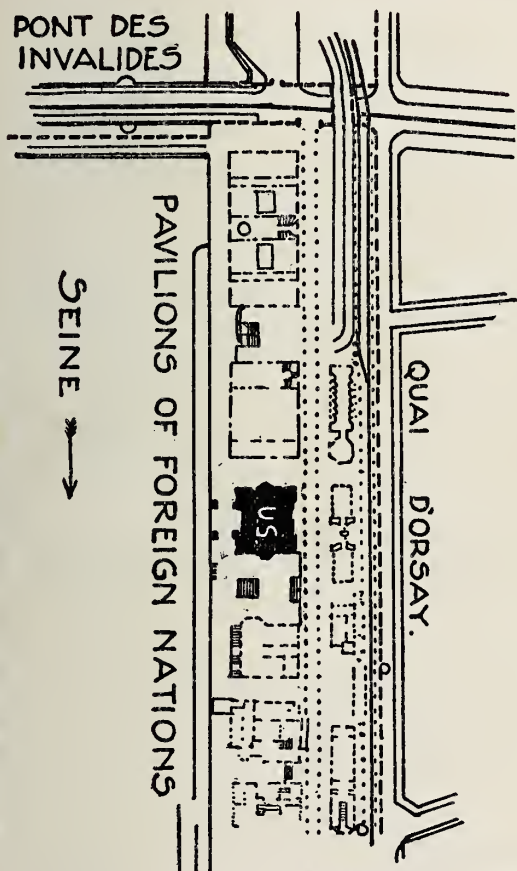 PONT DES
INVALIDES
PAVILIONS OF FOREIGN NATIONS
SEINE
QUAI D'ORSAY.
US